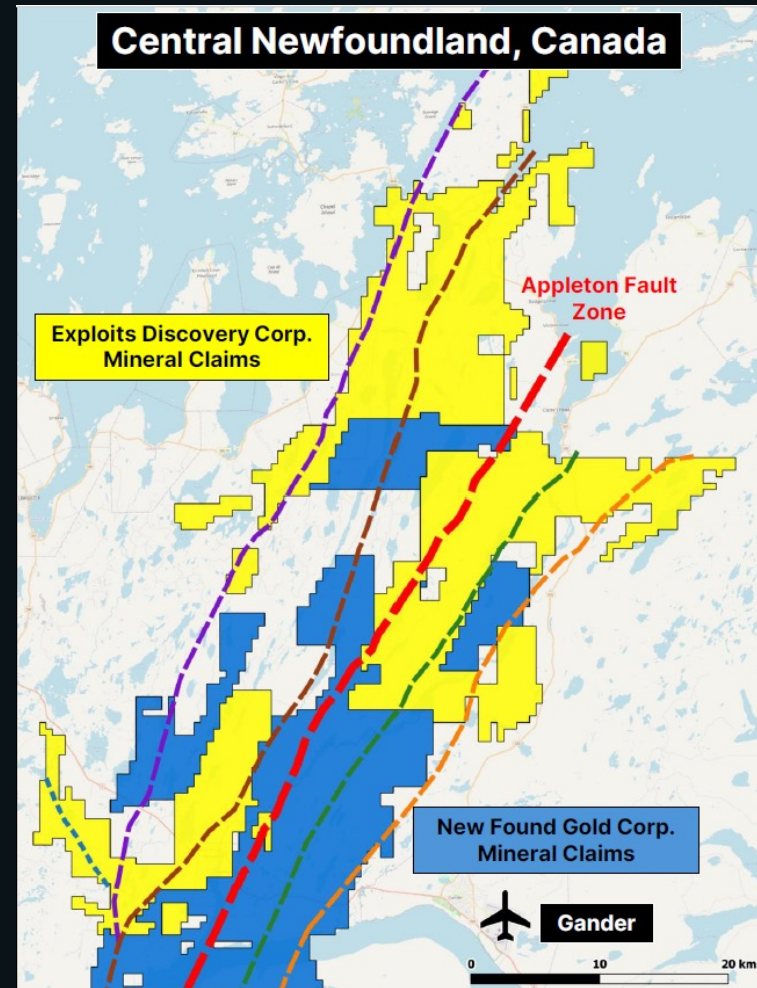 Central Newfoundland, Canada
Appleton Fault
Zone
Exploits Discovery Corp.
Mineral Claims
New Found Gold Corp.
Mineral Claims
Gander
0 10 20 km